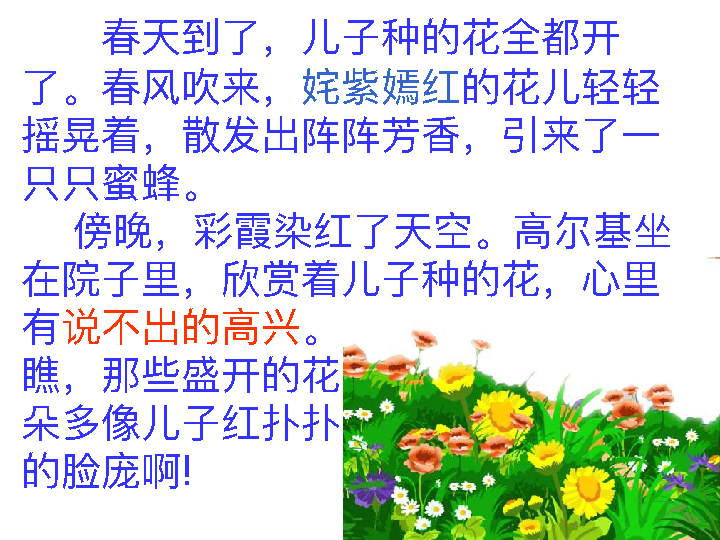 春天到了，儿子种的花全都开
了。春风吹来，姹紫嫣红的花儿轻轻
摇晃着，散发出阵阵芳香，引来了一
只只蜜蜂。
傍晚，彩霞染红了天空。高尔基坐
在院子里，欣赏着儿子种的花，心里
有说不出的高兴。
瞧，那些盛开的花
朵多像儿子红扑扑
的脸庞啊!